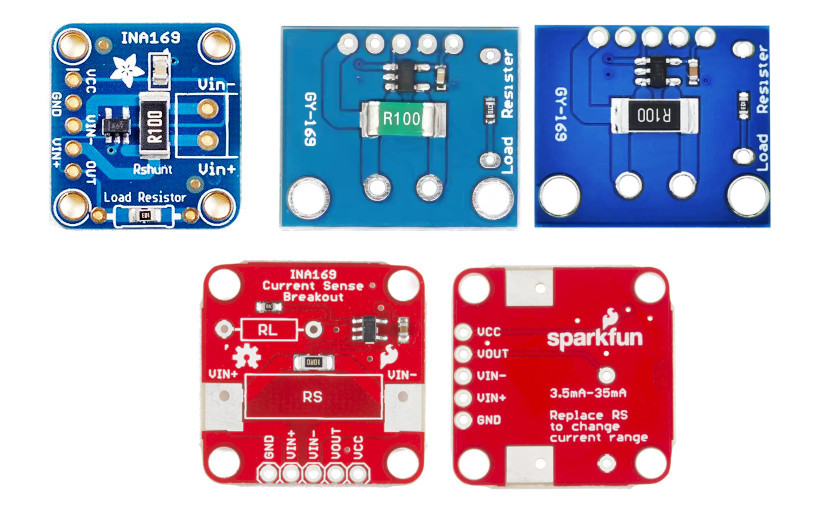 INA169
VCC
GND
VIN-
VIN+
OUT
Vin-
R100
Vin+
Rshunt
Load Resistor
R100
GY-169
Load Resister
R100
GY-169
Load Resister
INA169
Current Sense
Breakout
RL
VIN+
VIN-
RS
GND
VIN+
VIN-
VOUT
VCC
VCC
VOUT
VIN-
VIN+
GND
sparkfun
3.5mA-35mA
Replace RS
to change
current range